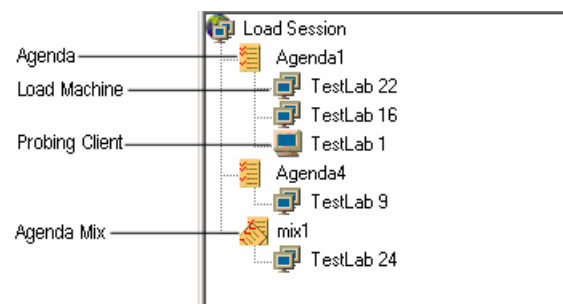 Load Session
Agenda Agenda1
Load Machine TestLab 22
TestLab 16
Probing Client TestLab 1
Agenda4
TestLab 9
Agenda Mix mix1
TestLab 24